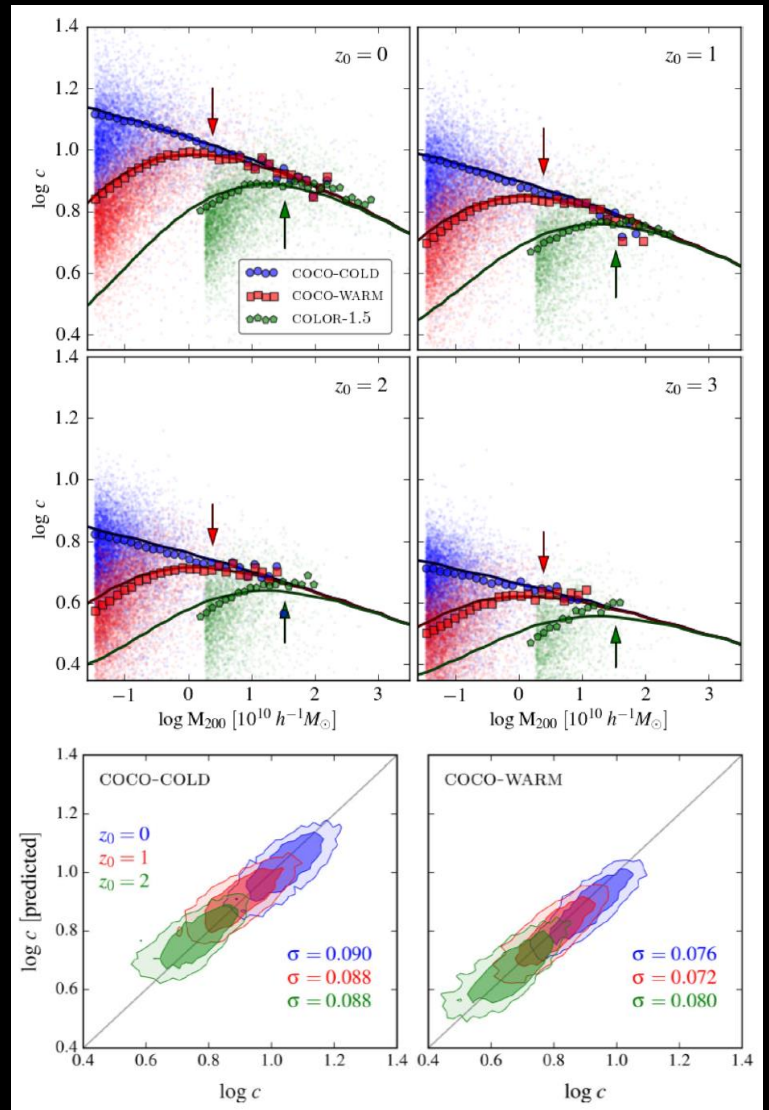 z₀ = 0
z₀ = 1
1.4
1.2
1.0
0.8
0.6
0.4
log c
COCO-COLD
COCO-WARM
COLOR-1.5
z₀ = 2
z₀ = 3
1.4
1.2
1.0
0.8
0.6
0.4
log c
−1 0 1 2 3
−1 0 1 2 3
log M₂₀₀ [10¹⁰ h⁻¹M☉]
log M₂₀₀ [10¹⁰ h⁻¹M☉]
COCO-COLD
z₀ = 0
z₀ = 1
z₀ = 2
σ = 0.090
σ = 0.088
σ = 0.088
1.4
1.2
1.0
0.8
0.6
0.4
log c [predicted]
0.4 0.6 0.8 1.0 1.2 1.4
log c
COCO-WARM
σ = 0.076
σ = 0.072
σ = 0.080
0.4 0.6 0.8 1.0 1.2 1.4
log c